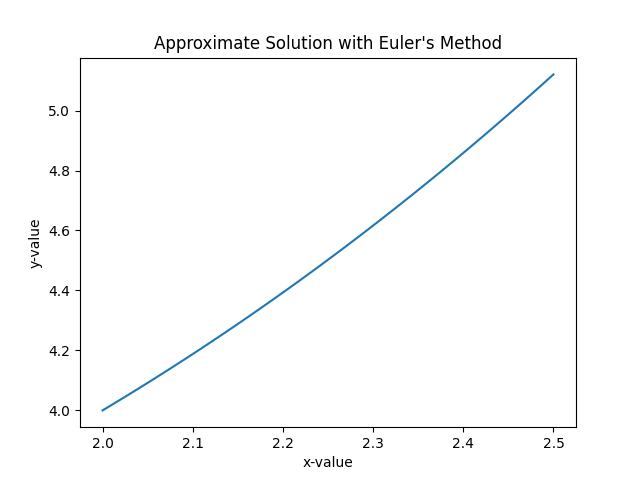 Approximate Solution with Euler's Method
y-value
5.0
4.8
4.6
4.4
4.2
4.0
2.0 2.1 2.2 2.3 2.4 2.5
x-value